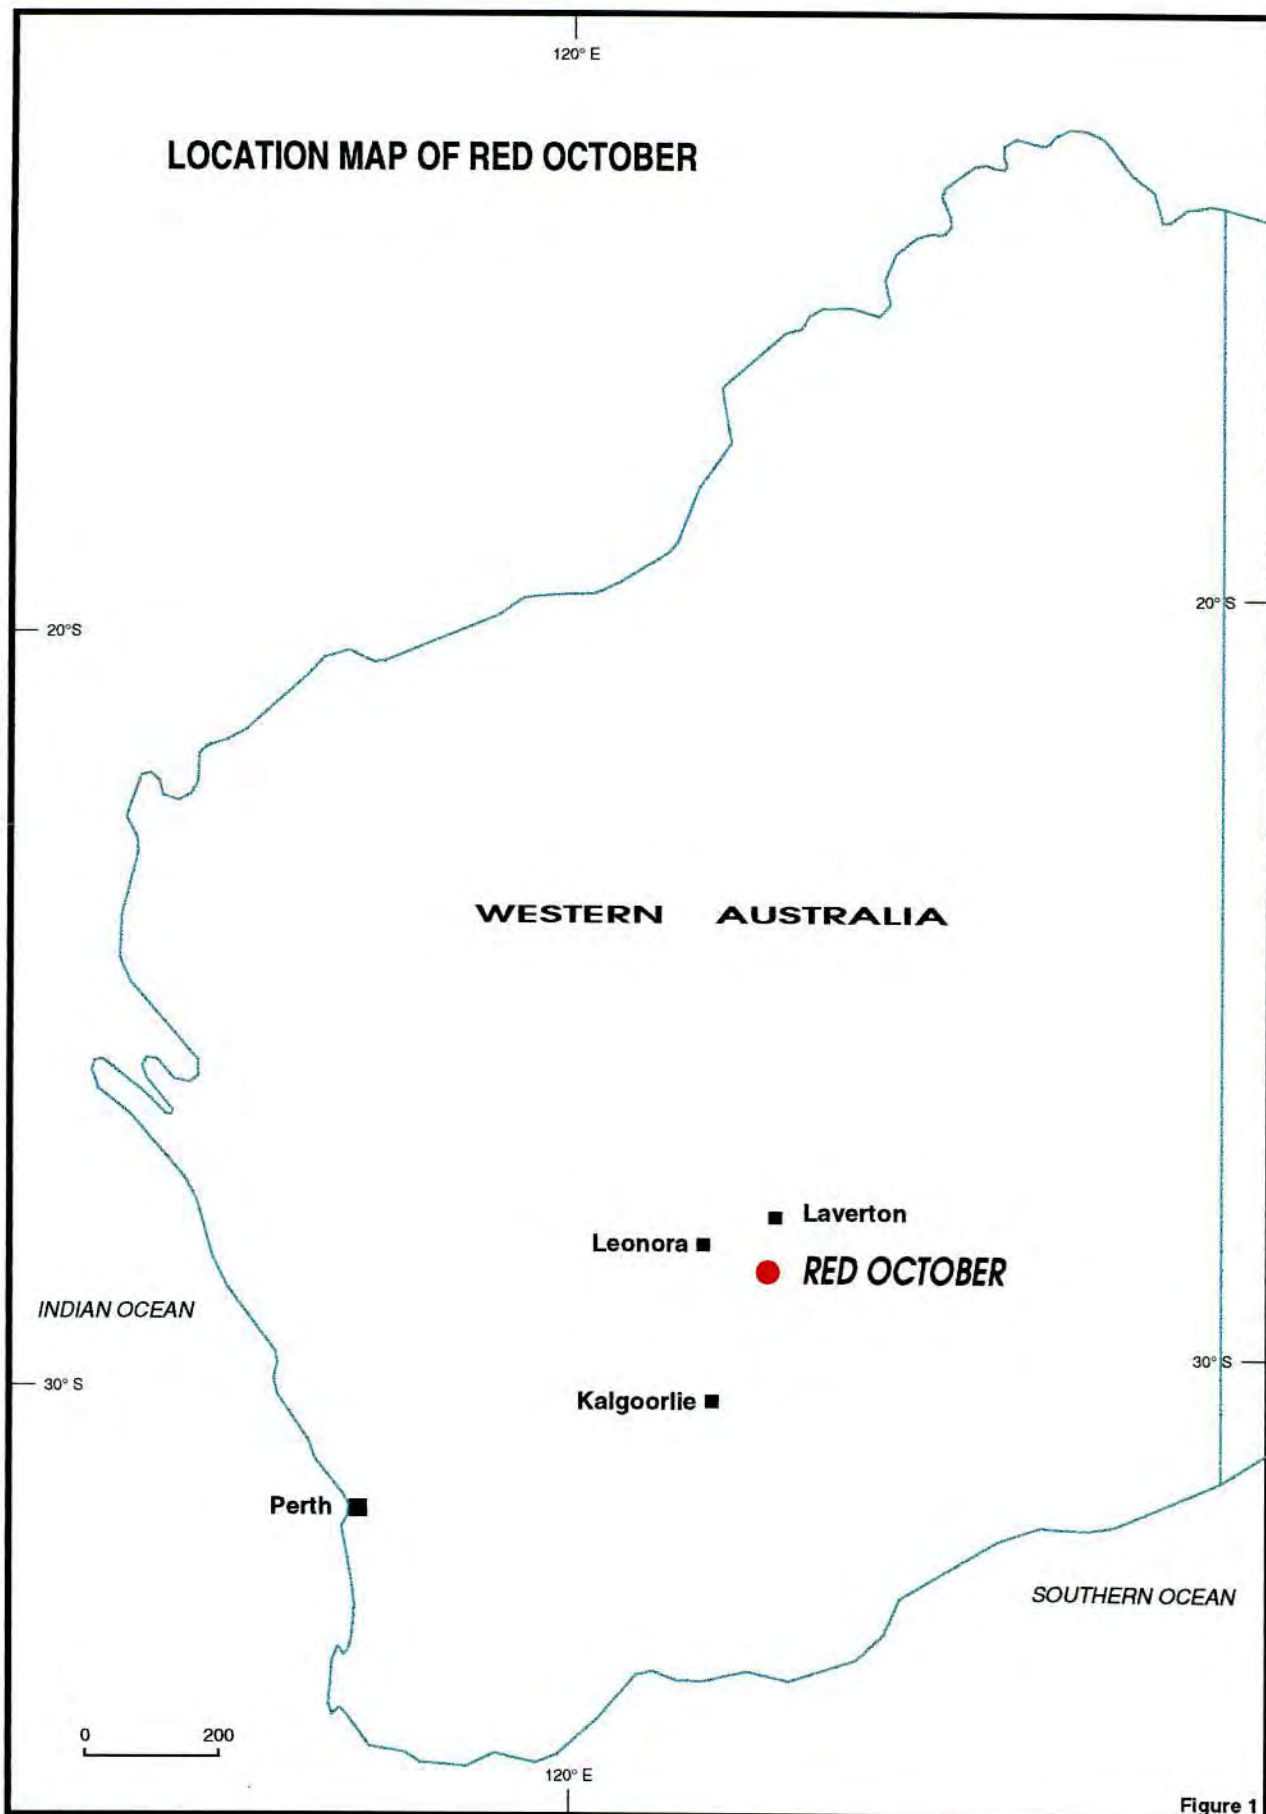 120° E
LOCATION MAP OF RED OCTOBER
20°S
20°S
WESTERN AUSTRALIA
Laverton
Leonora
RED OCTOBER
INDIAN OCEAN
30° S
30° S
Kalgoorlie
Perth
SOUTHERN OCEAN
0 200
120° E
Figure 1